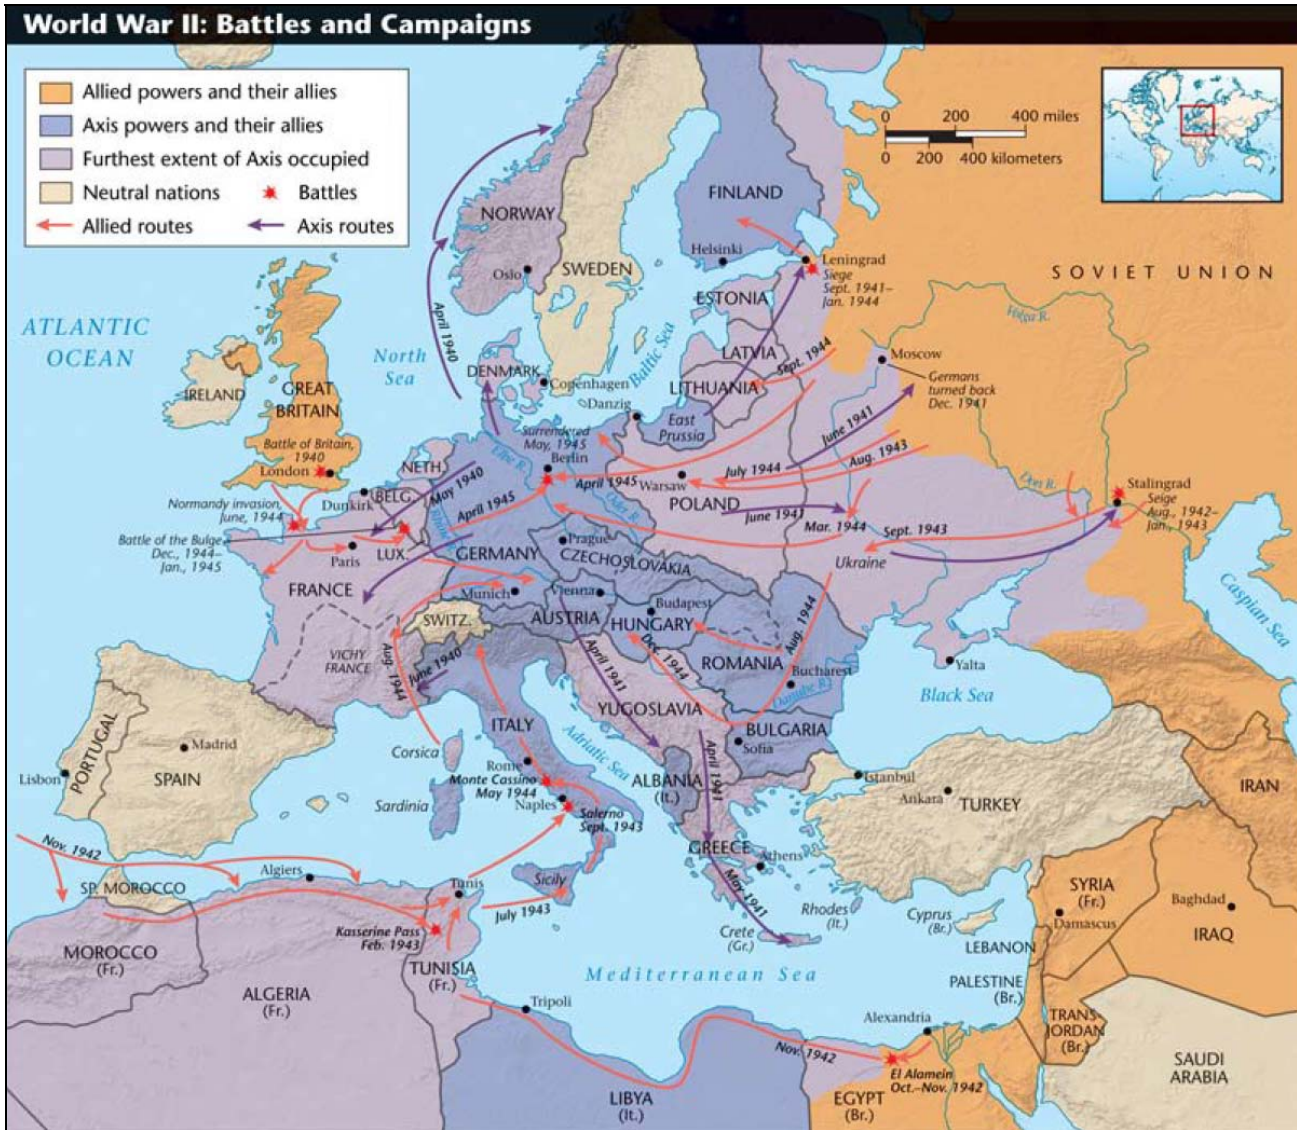 World War II: Battles and Campaigns
Allied powers and their allies
Axis powers and their allies
Furthest extent of Axis occupied
Neutral nations
Battles
Allied routes
Axis routes
0 200 400 miles
0 200 400 kilometers
ATLANTIC
OCEAN
North
Sea
NORWAY
Oslo
SWEDEN
FINLAND
Helsinki
Leningrad
Siege
Sept. 1941–
Jan. 1944
SOVIET UNION
Volga R.
ESTONIA
LATVIA
LITHUANIA
Baltic Sea
April 1940
DENMARK
Copenhagen
Danzig
East
Prussia
Sept. 1944
Moscow
Germans
turned back
Dec. 1941
June 1941
IRELAND
GREAT
BRITAIN
Battle of Britain,
1940
London
NETH.
BELG.
Dunkirk
Normandy invasion,
June, 1944
Battle of the Bulge
Dec., 1944–
Jan., 1945
Paris
LUX.
May 1940
April 1945
Rhine
Elbe R.
Surrendered
May, 1945
Berlin
April 1945
Oder R.
Warsaw
POLAND
July 1944
Aug. 1943
June 1941
Mar. 1944
Sept. 1943
Ukraine
Don R.
Stalingrad
Seige
Aug., 1942–
Jan., 1943
Caspian Sea
GERMANY
Prague
CZECHOSLOVAKIA
Munich
Vienna
AUSTRIA
Budapest
HUNGARY
FRANCE
VICHY
FRANCE
SWITZ.
Aug. 1944
June 1940
April 1941
Dec. 1944
Aug. 1944
ROMANIA
Bucharest
Danube R.
Yalta
Black Sea
YUGOSLAVIA
BULGARIA
Sofia
ITALY
Adriatic Sea
Rome
Monte Cassino
May 1944
Naples
Salerno
Sept. 1943
ALBANIA
(It.)
April 1941
Corsica
Sardinia
Sicily
PORTUGAL
Lisbon
Madrid
SPAIN
Istanbul
Ankara
TURKEY
IRAN
GREECE
Athens
May 1941
Crete
(Gr.)
Rhodes
(It.)
Cyprus
(Br.)
SYRIA
(Fr.)
Damascus
LEBANON
Baghdad
IRAQ
PALESTINE
(Br.)
TRANS
JORDAN
(Br.)
SAUDI
ARABIA
Nov. 1942
SP. MOROCCO
MOROCCO
(Fr.)
Algiers
ALGERIA
(Fr.)
Tunis
Kasserine Pass
Feb. 1943
TUNISIA
(Fr.)
July 1943
Mediterranean Sea
Tripoli
LIBYA
(It.)
Nov. 1942
Alexandria
El Alamein
Oct.–Nov. 1942
EGYPT
(Br.)